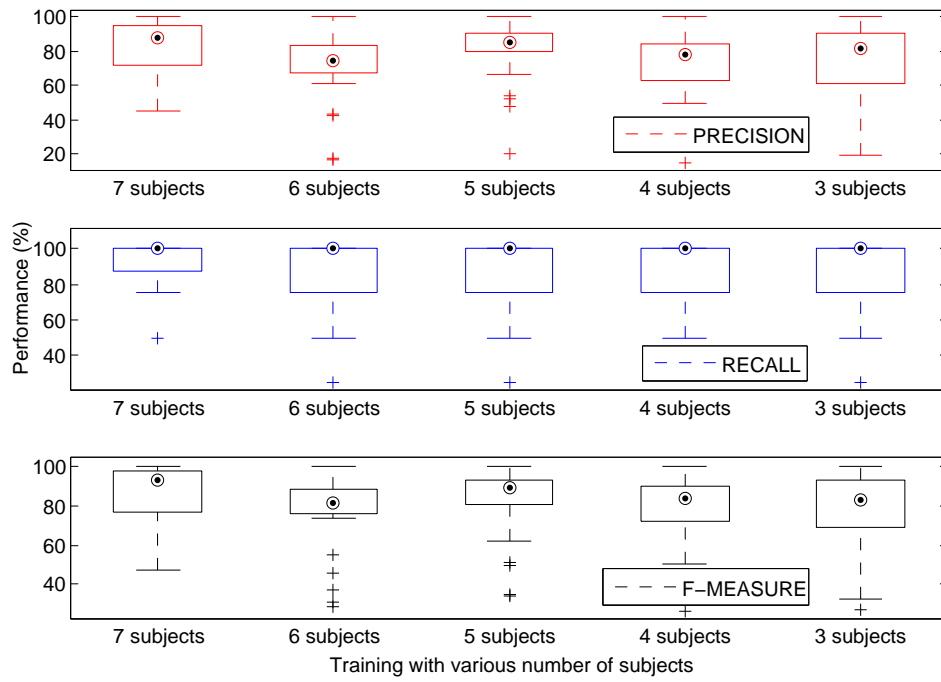 100
80
60
40
20
PRECISION
7 subjects 6 subjects 5 subjects 4 subjects 3 subjects
Performance (%)
100
80
60
40
RECALL
7 subjects 6 subjects 5 subjects 4 subjects 3 subjects
100
80
60
40
F−MEASURE
7 subjects 6 subjects 5 subjects 4 subjects 3 subjects
Training with various number of subjects